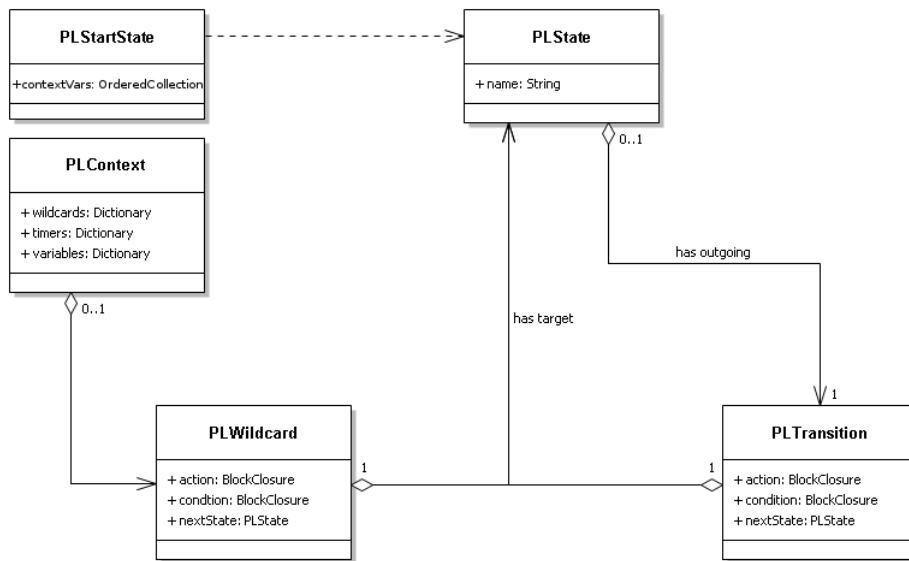 PLStartState
+contextVars: OrderedCollection
PLState
+ name: String
0..1
PLContext
+ wildcards: Dictionary
+ timers: Dictionary
+ variables: Dictionary
0..1
has outgoing
has target
1
PLWildcard
+ action: BlockClosure
+ condtion: BlockClosure
+ nextState: PLState
1
1
PLTransition
+ action: BlockClosure
+ condition: BlockClosure
+ nextState: PLState